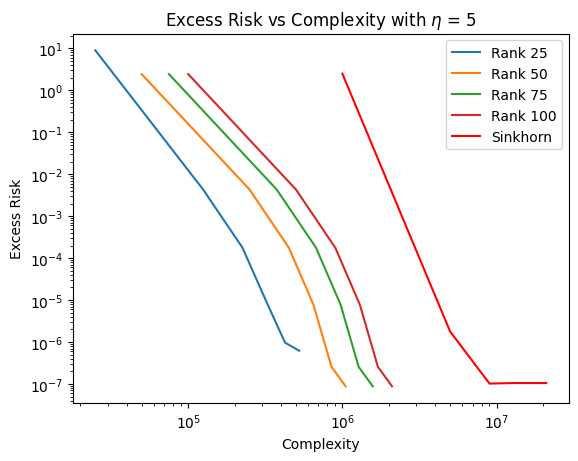 Excess Risk vs Complexity with η = 5
Rank 25
Rank 50
Rank 75
Rank 100
Sinkhorn
Excess Risk
10¹
10⁰
10⁻¹
10⁻²
10⁻³
10⁻⁴
10⁻⁵
10⁻⁶
10⁻⁷
10⁵
10⁶
10⁷
Complexity